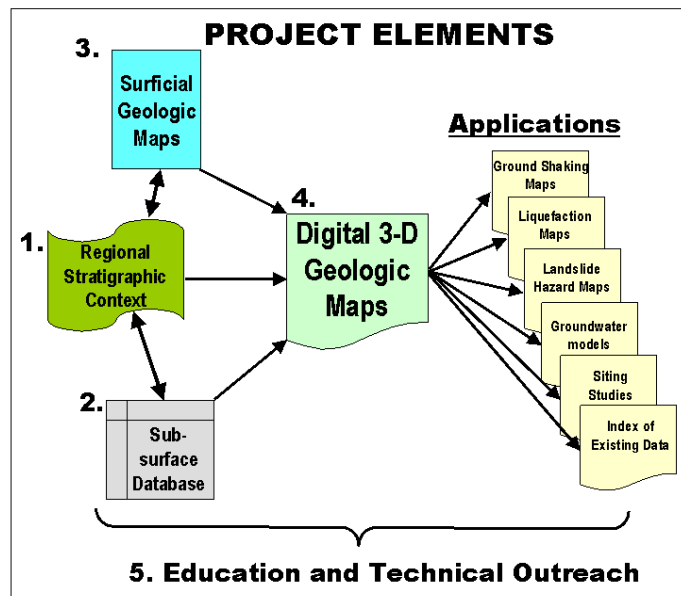 PROJECT ELEMENTS
3.
Surficial
Geologic
Maps
1.
Regional
Stratigraphic
Context
2.
Sub-
surface
Database
4.
Digital 3-D
Geologic
Maps
Applications
Ground Shaking
Maps
Liquefaction
Maps
Landslide
Hazard Maps
Groundwater
models
Siting
Studies
Index of
Existing Data
5. Education and Technical Outreach